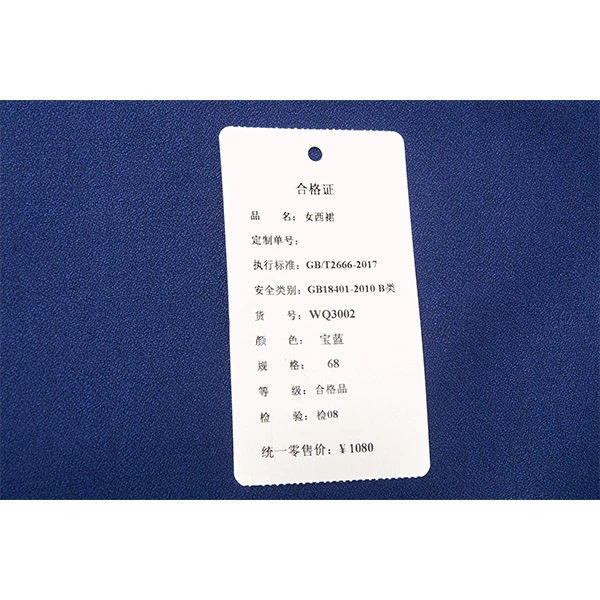 合格证
品 名：女西裙
定制单号：
执行标准：GB/T2666-2017
安全类别：GB18401-2010 B类
货 号：WQ3002
颜 色：宝蓝
规 格：68
等 级：合格品
检 验：检08
统一零售价：¥1080